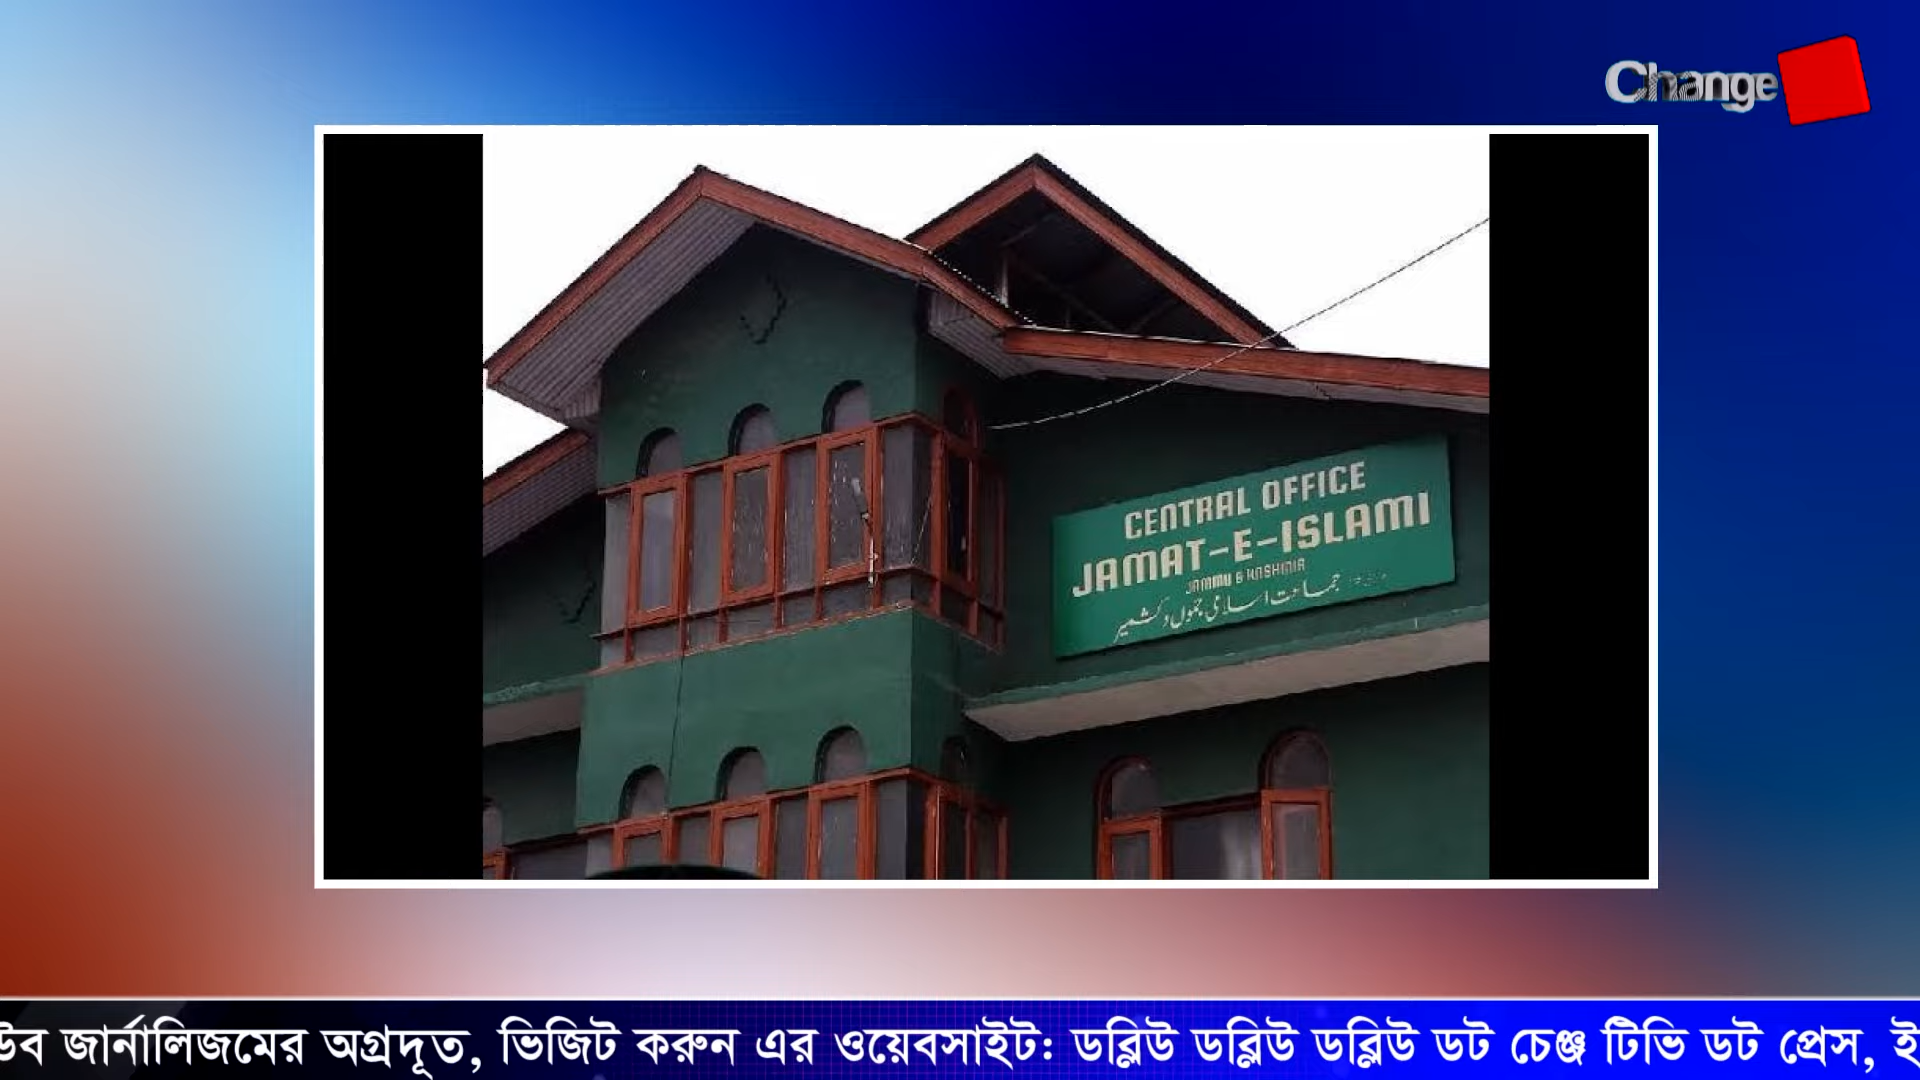 Change
CENTRAL OFFICE
JAMAT-E-ISLAMI
JAMMU & KASHMIR
جماعت اسلامی جموں و کشمیر
উব জার্নালিজমের অগ্রদূত, ভিজিট করুন এর ওয়েবসাইট: ডব্লিউ ডব্লিউ ডব্লিউ ডট চেঞ্জ টিভি ডট প্রেস, ই